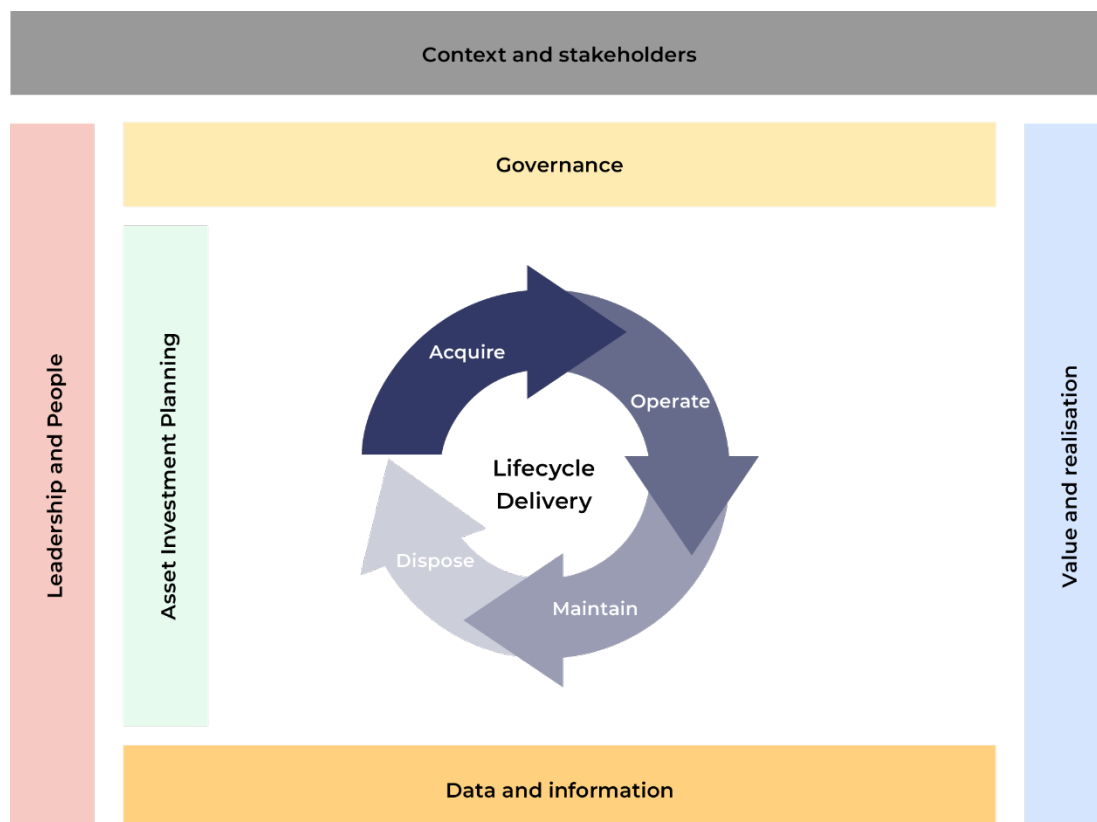 Context and stakeholders
Governance
Leadership and People
Asset Investment Planning
Acquire
Operate
Lifecycle
Delivery
Dispose
Maintain
Value and realisation
Data and information